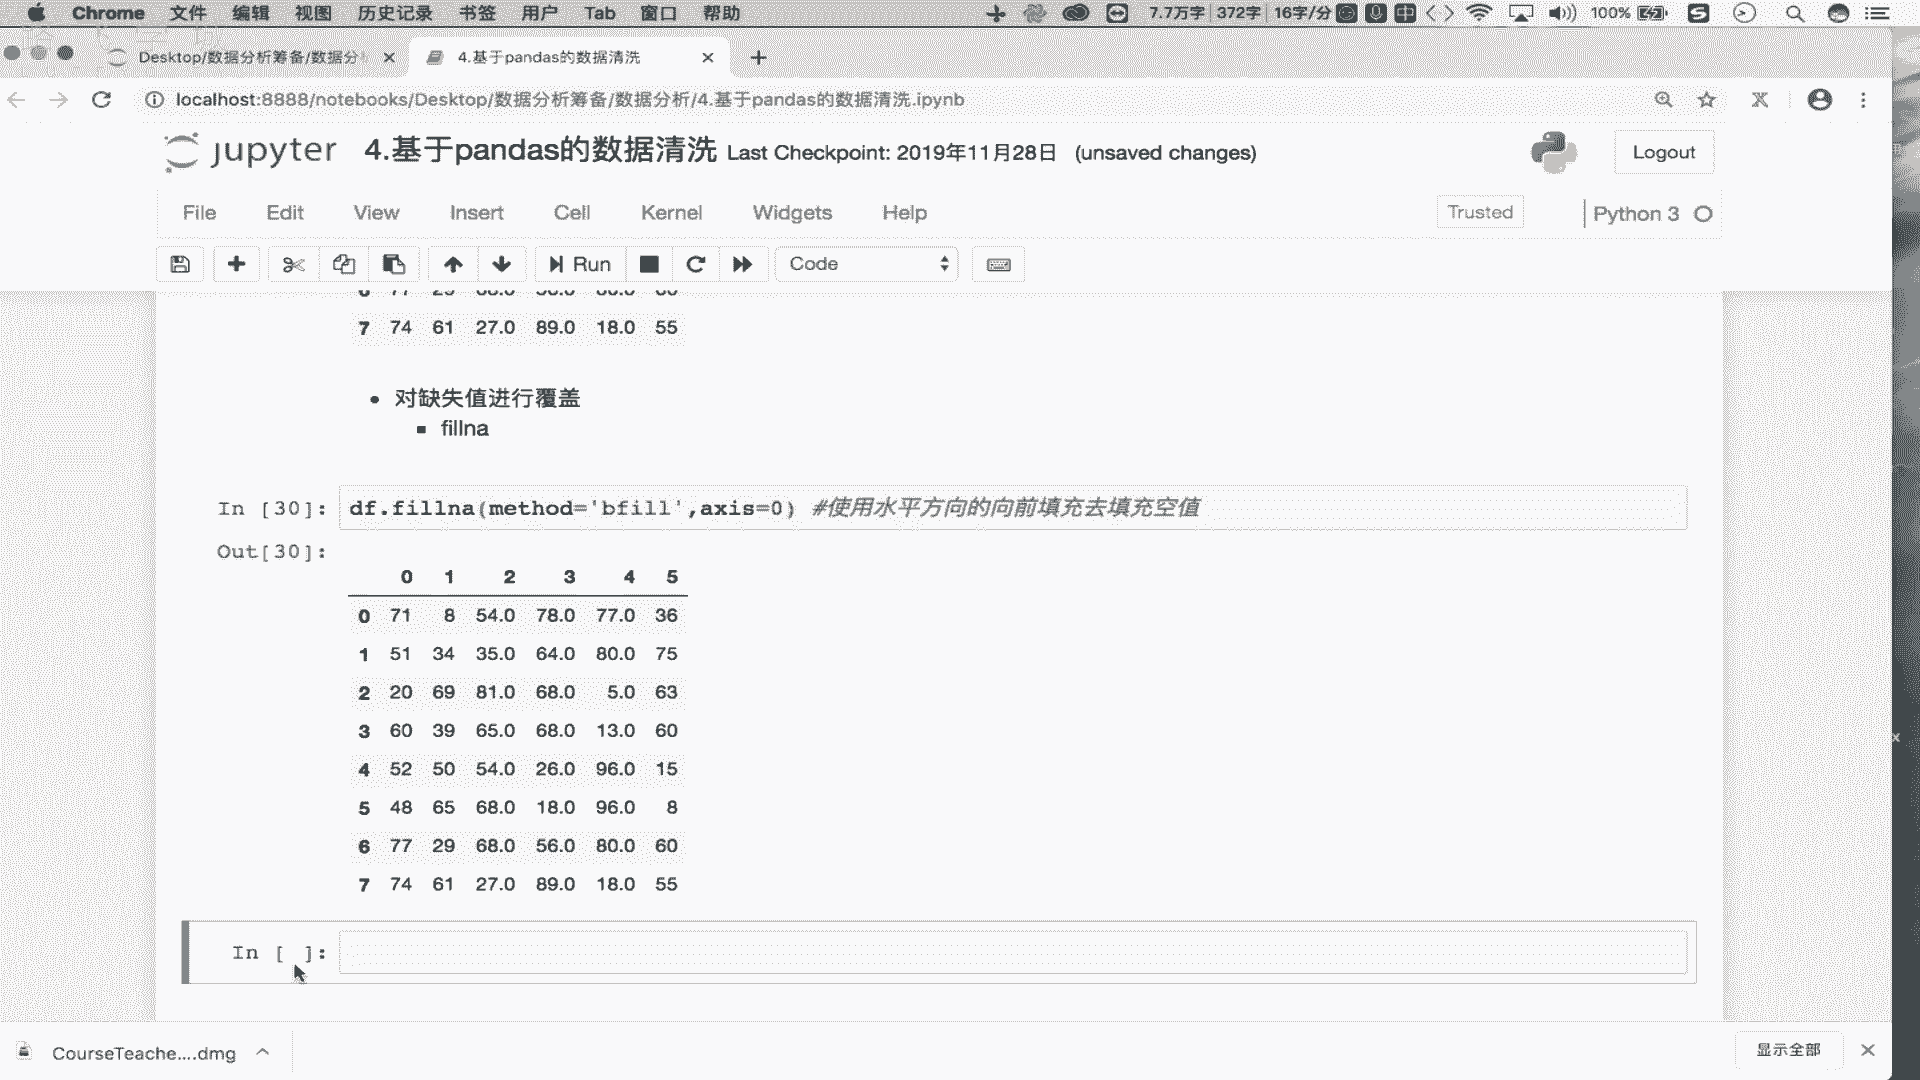 Chrome 文件 编辑 视图 历史记录 书签 用户 Tab 窗口 帮助 7.7万字 372字 16字/分 中 100%
Desktop/数据分析筹备/数据分 4.基于pandas的数据清洗
localhost:8888/notebooks/Desktop/数据分析筹备/数据分析/4.基于pandas的数据清洗.ipynb
jupyter 4.基于pandas的数据清洗 Last Checkpoint: 2019年11月28日 (unsaved changes) Logout
File Edit View Insert Cell Kernel Widgets Help Trusted Python 3
Run Code
7 74 61 27.0 89.0 18.0 55
对缺失值进行覆盖
fillna
In [30]: df.fillna(method='bfill',axis=0) #使用水平方向的向前填充去填充空值
Out[30]:
0 1 2 3 4 5
0 71 8 54.0 78.0 77.0 36
1 51 34 35.0 64.0 80.0 75
2 20 69 81.0 68.0 5.0 63
3 60 39 65.0 68.0 13.0 60
4 52 50 54.0 26.0 96.0 15
5 48 65 68.0 18.0 96.0 8
6 77 29 68.0 56.0 80.0 60
7 74 61 27.0 89.0 18.0 55
In [ ]:
CourseTeache....dmg 显示全部